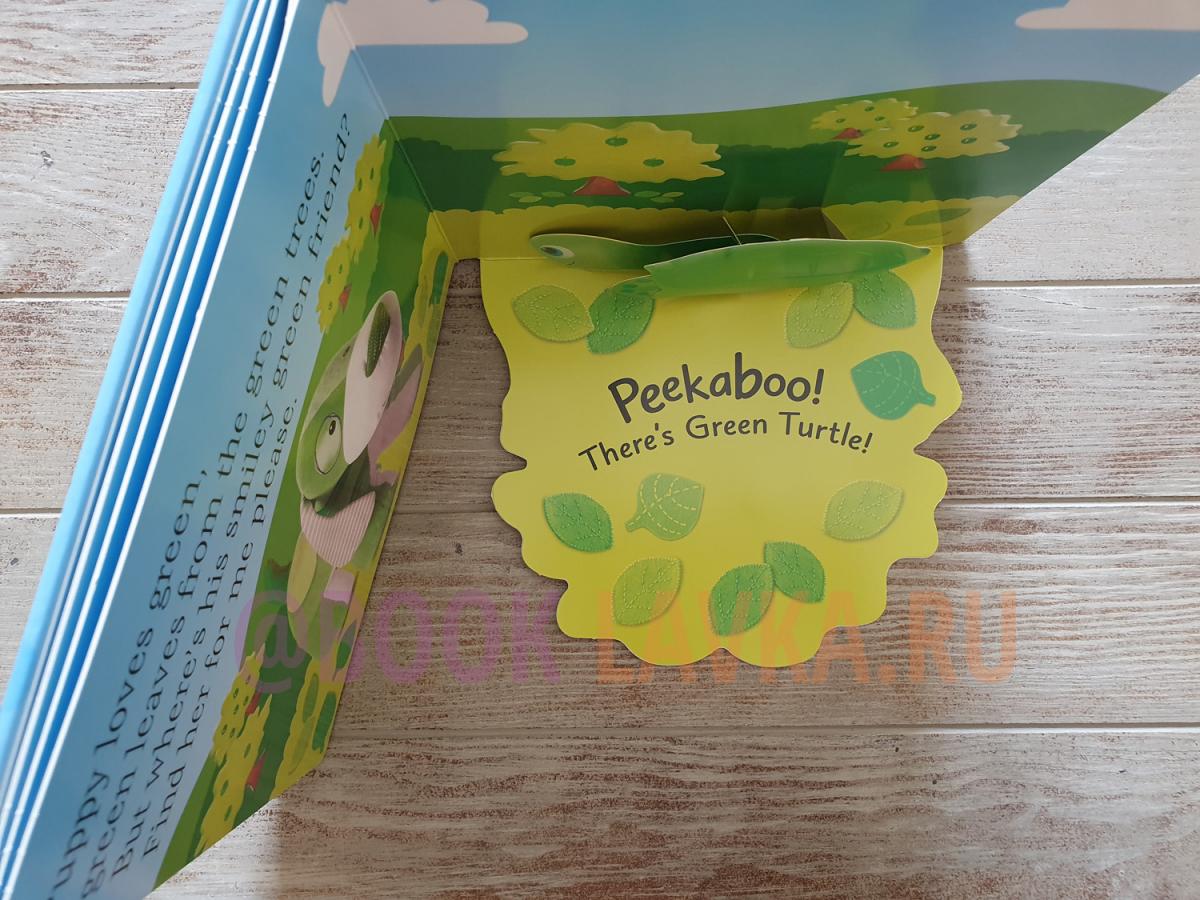 uppy loves green,
green leaves from the green trees.
But where's his smiley green friend?
Find her for me please.
Peekaboo!
There's Green Turtle!
@BOOK LAVKA.RU